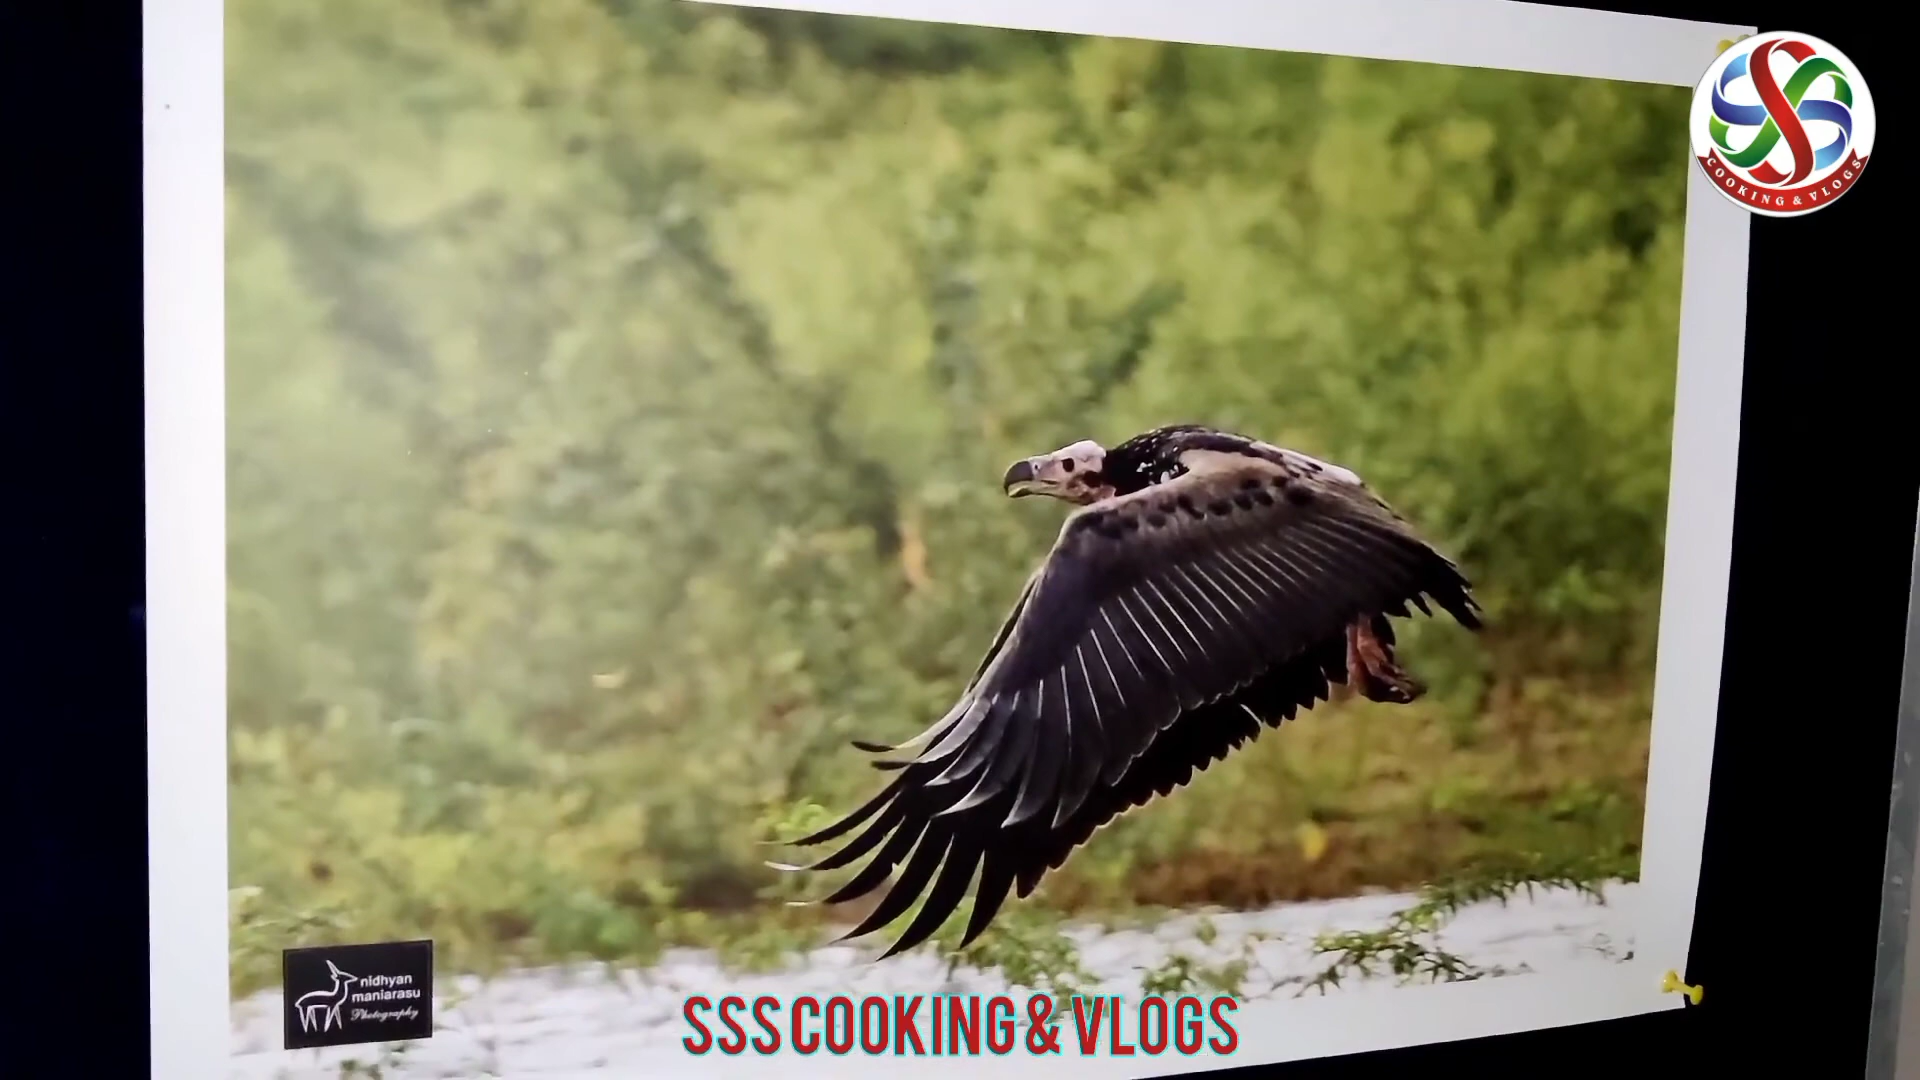 COOKING & VLOGS
nidhyan
maniarasu
Photography
SSS COOKING & VLOGS